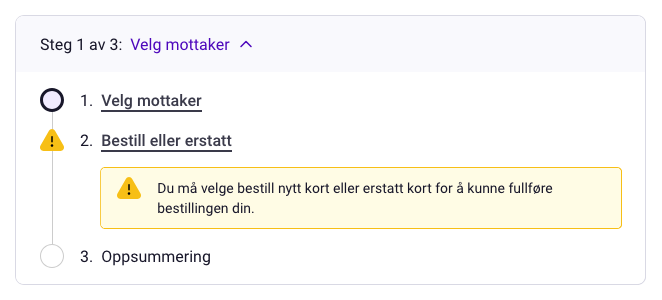 Steg 1 av 3: Velg mottaker
1. Velg mottaker
2. Bestill eller erstatt
Du må velge bestill nytt kort eller erstatt kort for å kunne fullføre
bestillingen din.
3. Oppsummering